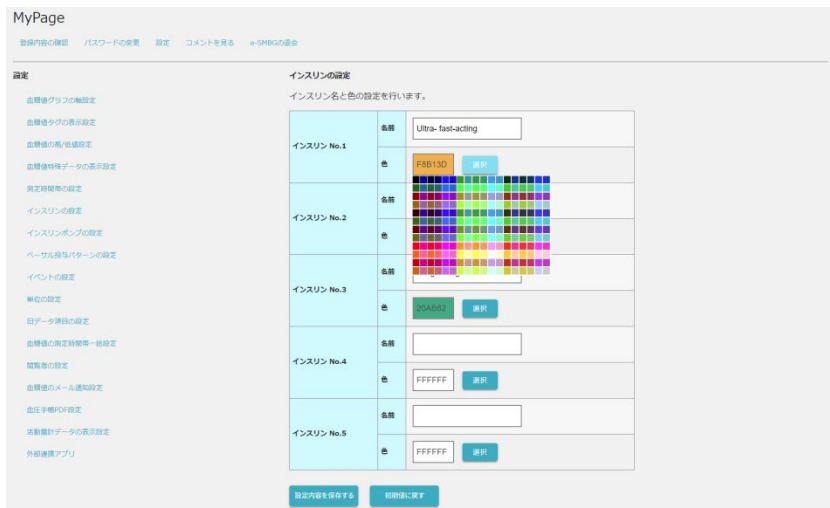 MyPage
登録内容の確認 パスワードの変更 設定 コメントを見る e-SMBGの退会
設定
血糖値グラフの軸設定
血糖値タグの表示設定
血糖値の高/低値設定
血糖値特殊データの表示設定
測定時間帯の設定
インスリンの設定
インスリンポンプの設定
ベーサル投与パターンの設定
イベントの設定
単位の設定
旧データ項目の設定
血糖値の測定時間帯一括設定
閲覧者の設定
血糖値のメール通知設定
血圧手帳PDF設定
活動量計データの表示設定
外部連携アプリ
インスリンの設定
インスリン名と色の設定を行います。
インスリン No.1
名前 Ultra- fast-acting
色 F8B13D 選択
インスリン No.2
名前
色
インスリン No.3
名前
色 20AB82 選択
インスリン No.4
名前
色 FFFFFF 選択
インスリン No.5
名前
色 FFFFFF 選択
設定内容を保存する 初期値に戻す